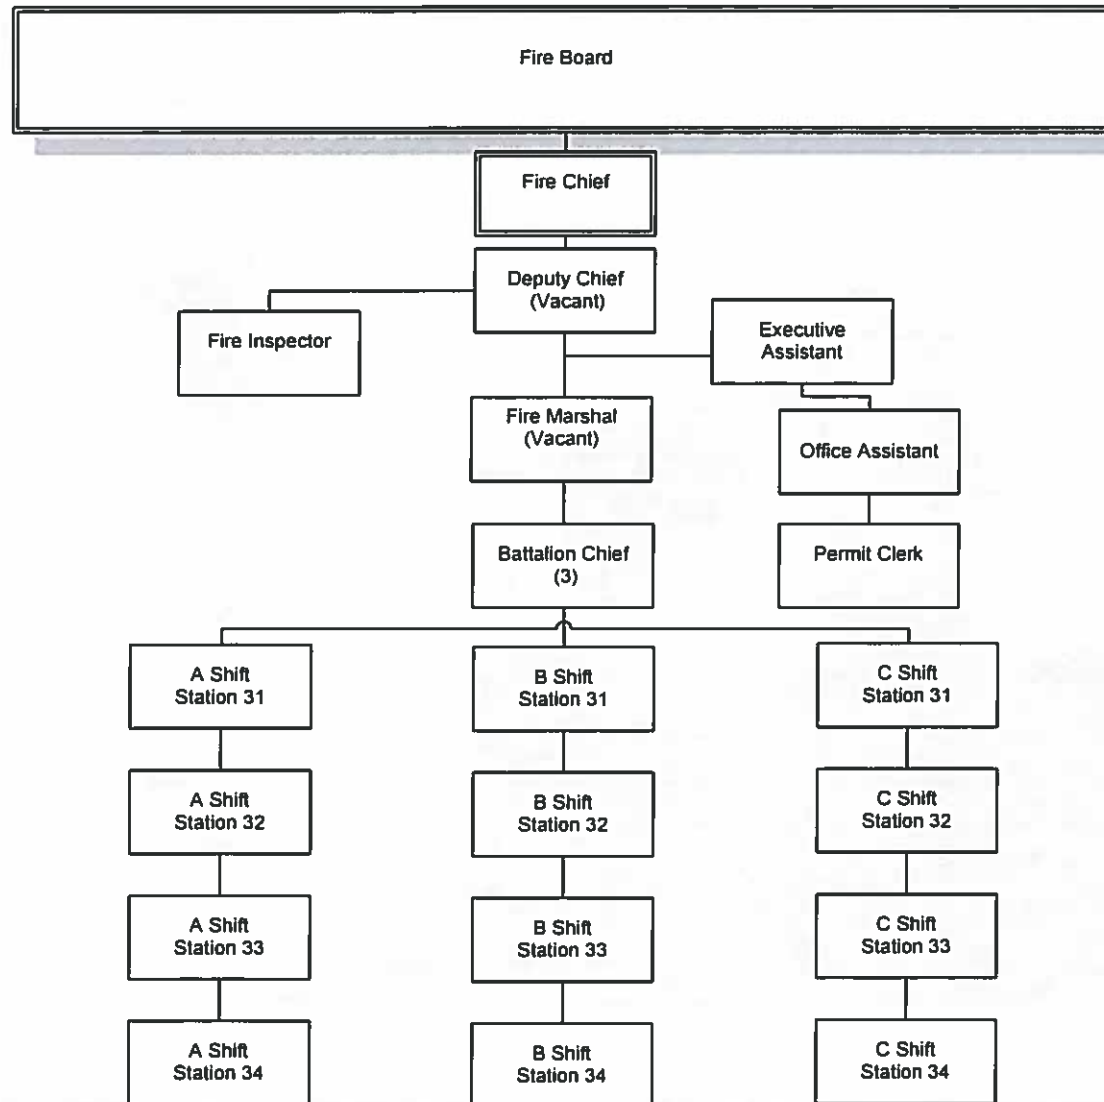 Fire Board
Fire Chief
Deputy Chief
(Vacant)
Fire Inspector
Executive
Assistant
Fire Marshal
(Vacant)
Office Assistant
Battalion Chief
(3)
Permit Clerk
A Shift
Station 31
B Shift
Station 31
C Shift
Station 31
A Shift
Station 32
B Shift
Station 32
C Shift
Station 32
A Shift
Station 33
B Shift
Station 33
C Shift
Station 33
A Shift
Station 34
B Shift
Station 34
C Shift
Station 34